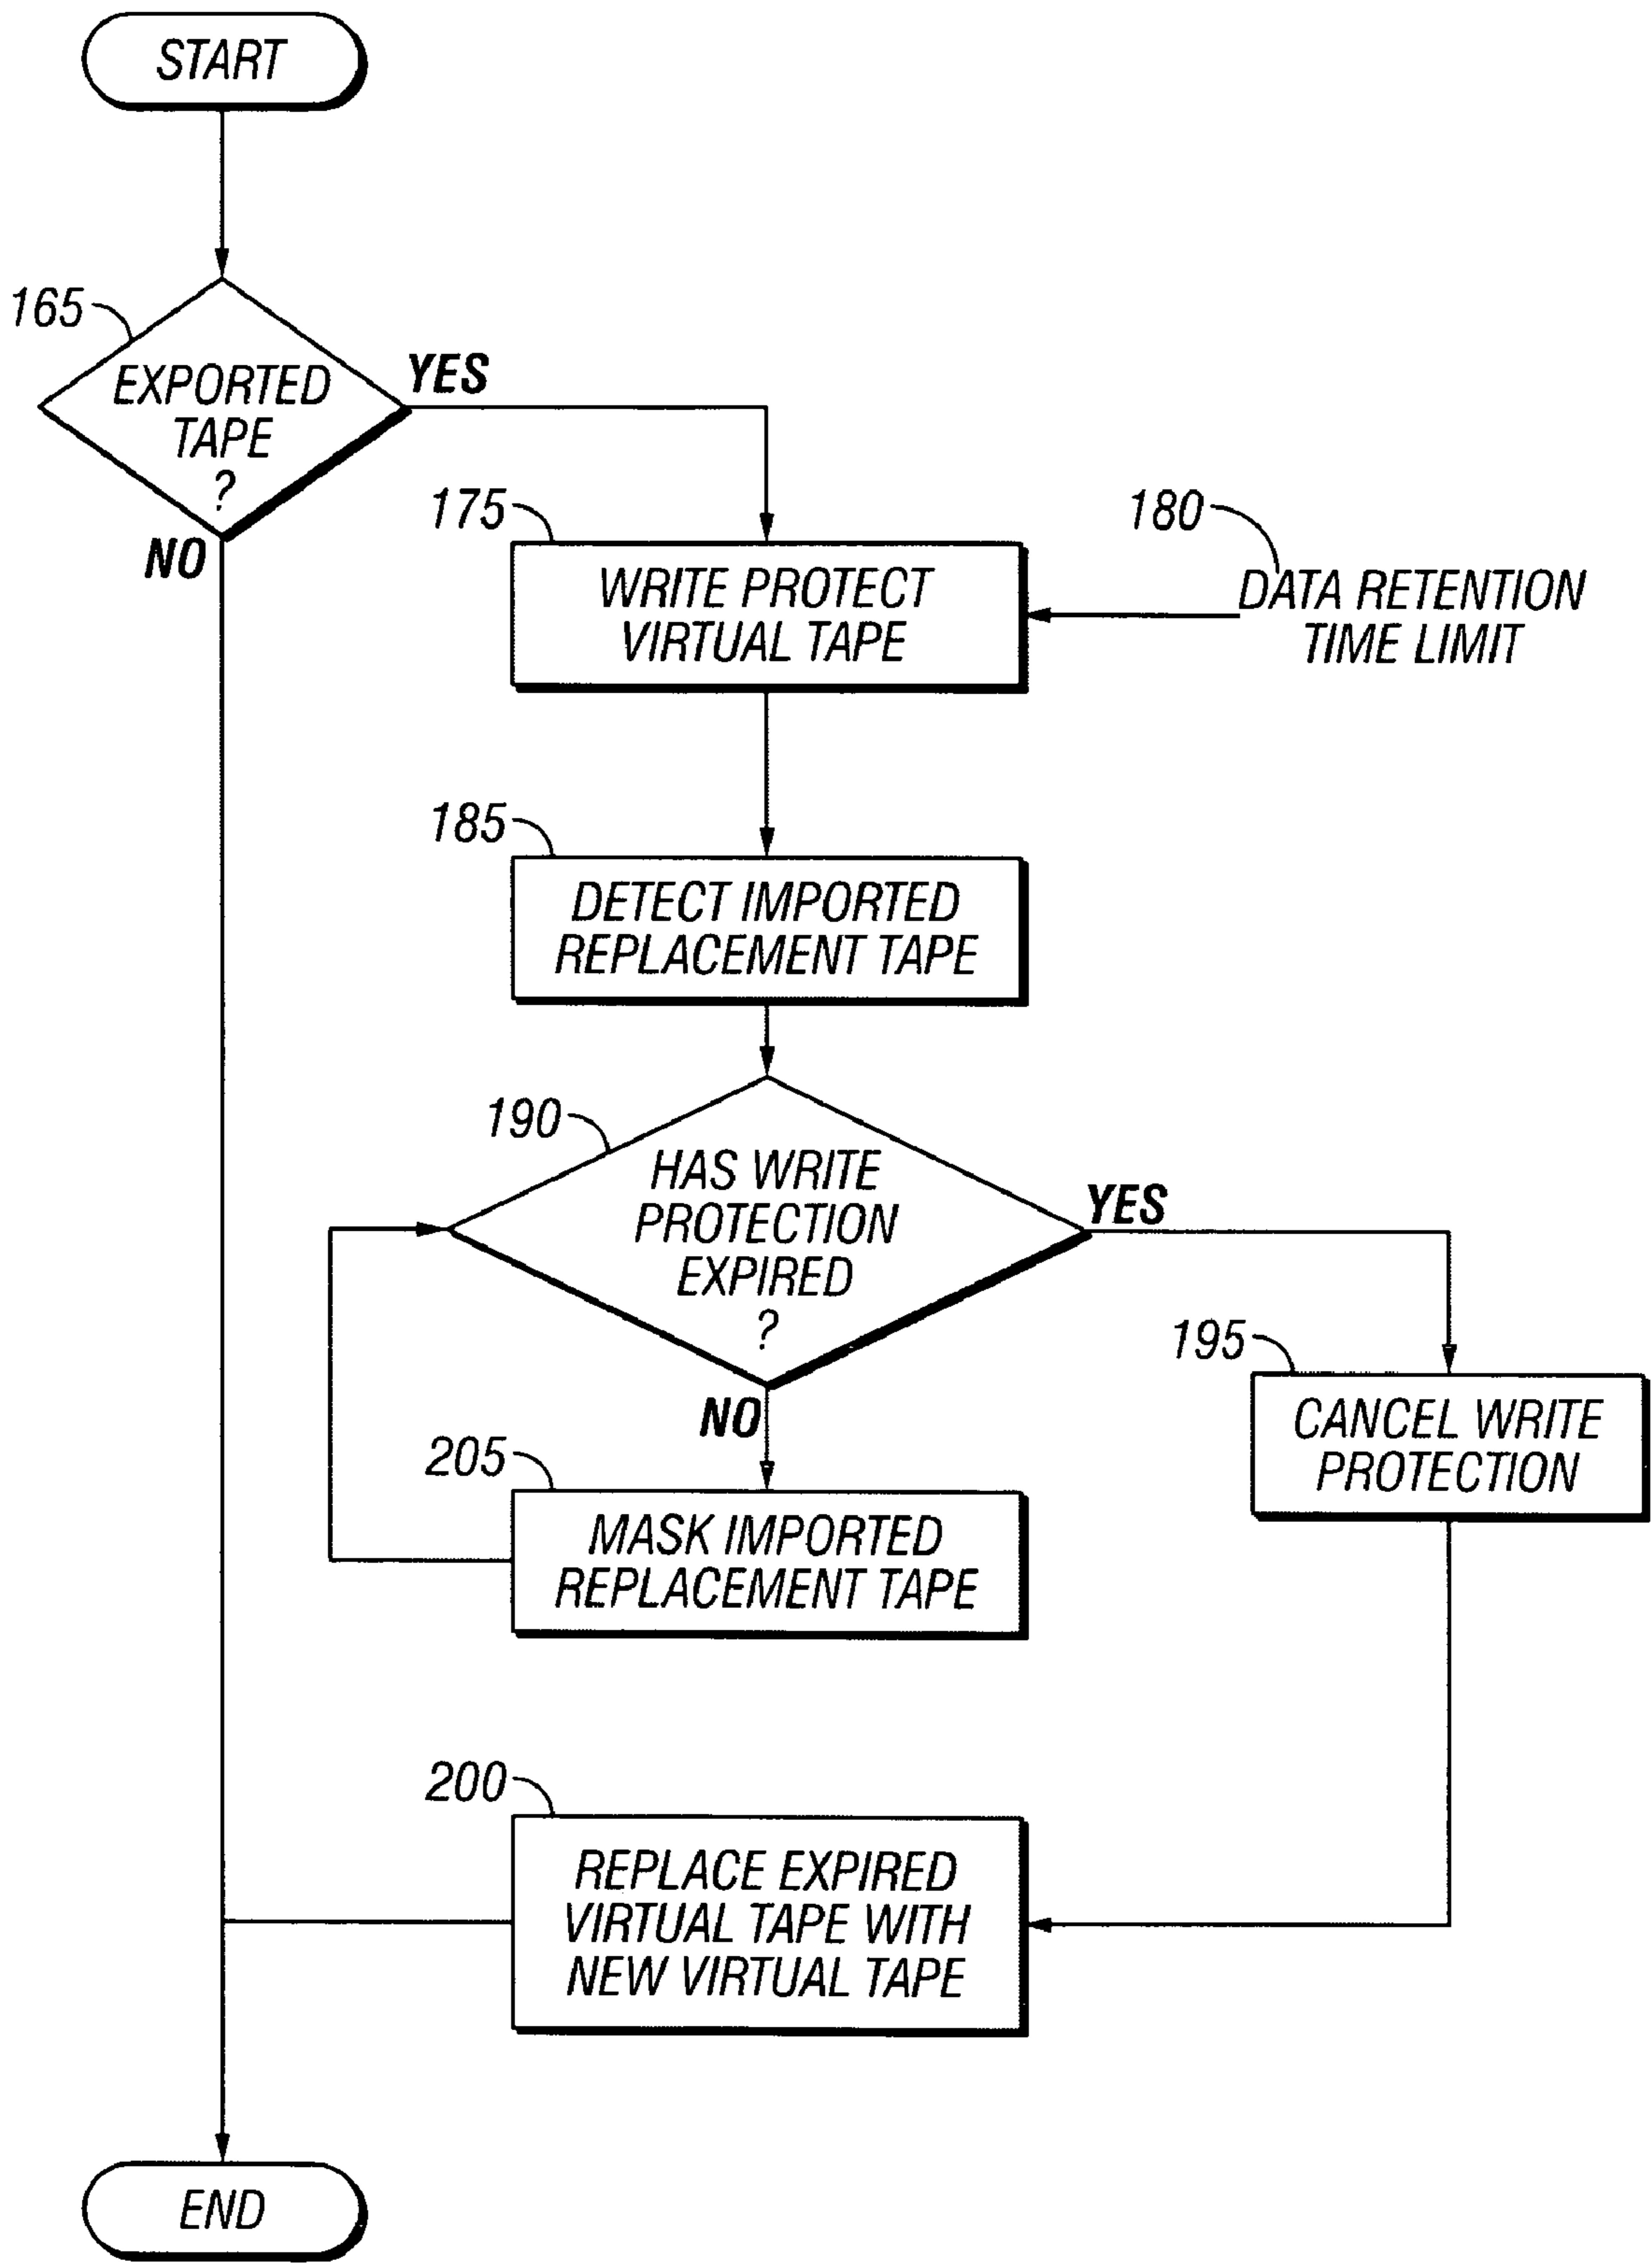 START
165
EXPORTED
TAPE
?
YES
NO
175
WRITE PROTECT
VIRTUAL TAPE
180
DATA RETENTION
TIME LIMIT
185
DETECT IMPORTED
REPLACEMENT TAPE
190
HAS WRITE
PROTECTION
EXPIRED
?
YES
NO
195
CANCEL WRITE
PROTECTION
205
MASK IMPORTED
REPLACEMENT TAPE
200
REPLACE EXPIRED
VIRTUAL TAPE WITH
NEW VIRTUAL TAPE
END